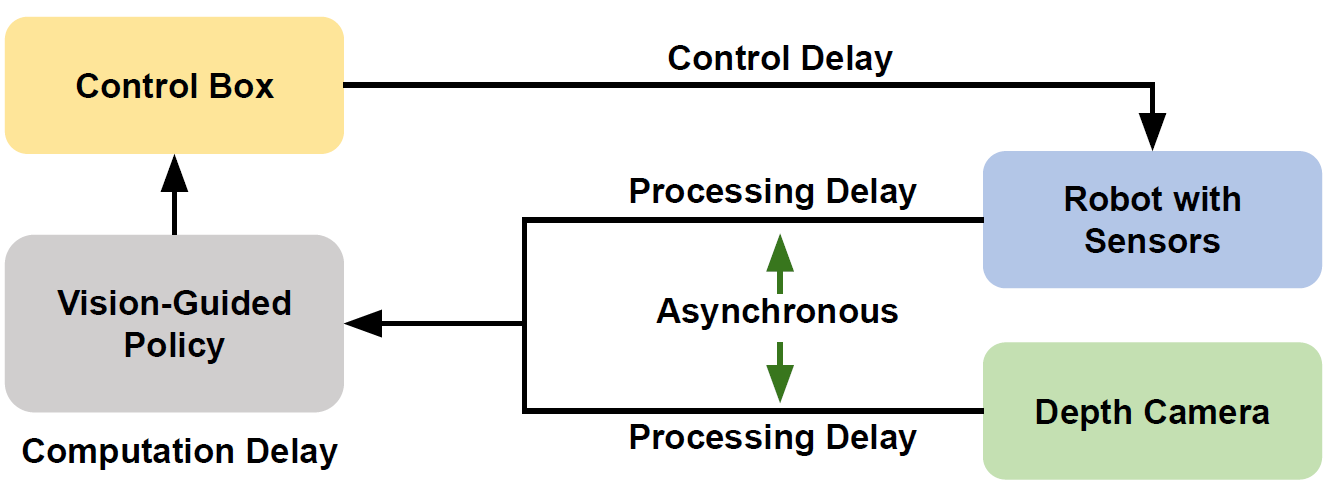 Control Box
Control Delay
Processing Delay
Robot with
Sensors
Vision-Guided
Policy
Asynchronous
Depth Camera
Processing Delay
Computation Delay